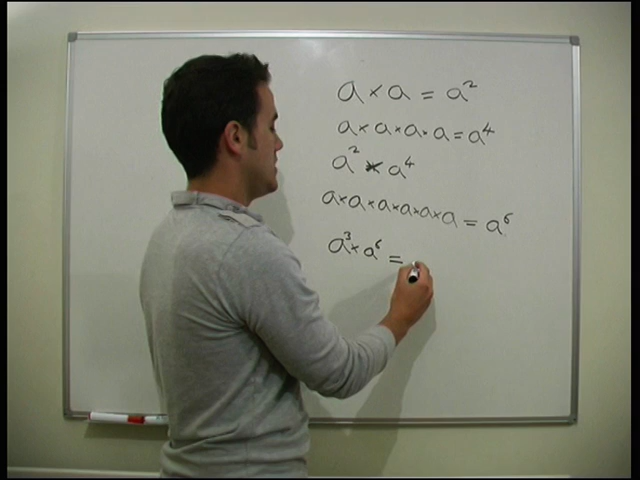 a × a = a²
a × a × a × a = a⁴
a² × a⁴
a × a × a × a × a × a = a⁶
a³ × a⁶ =